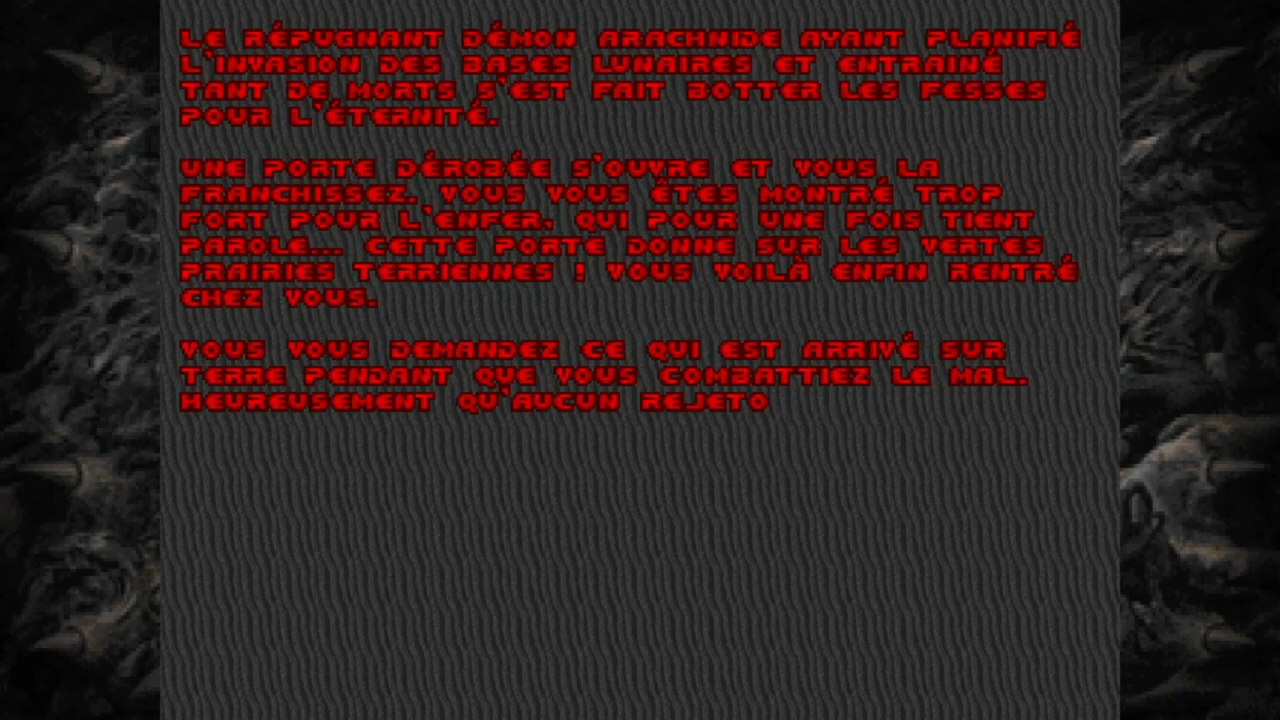 LE RÉPUGNANT DÉMON ARACHNIDE AYANT PLANIFIÉ
L'INVASION DES BASES LUNAIRES ET ENTRAINÉ
TANT DE MORTS S'EST FAIT BOTTER LES FESSES
POUR L'ÉTERNITÉ.
UNE PORTE DÉROBÉE S'OUVRE ET VOUS LA
FRANCHISSEZ. VOUS VOUS ÊTES MONTRÉ TROP
FORT POUR L'ENFER, QUI POUR UNE FOIS TIENT
PAROLE... CETTE PORTE DONNE SUR LES VERTES
PRAIRIES TERRIENNES ! VOUS VOILÀ ENFIN RENTRÉ
CHEZ VOUS.
VOUS VOUS DEMANDEZ CE QUI EST ARRIVÉ SUR
TERRE PENDANT QUE VOUS COMBATTIEZ LE MAL.
HEUREUSEMENT QU'AUCUN REJETO